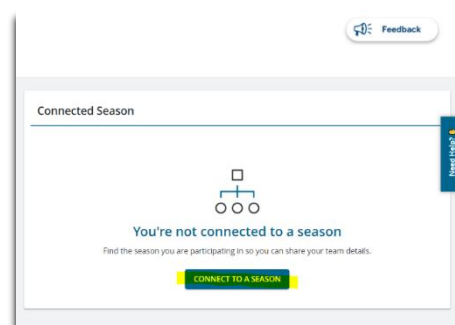 Feedback
Connected Season
Need Help?
You're not connected to a season
Find the season you are participating in so you can share your team details.
CONNECT TO A SEASON